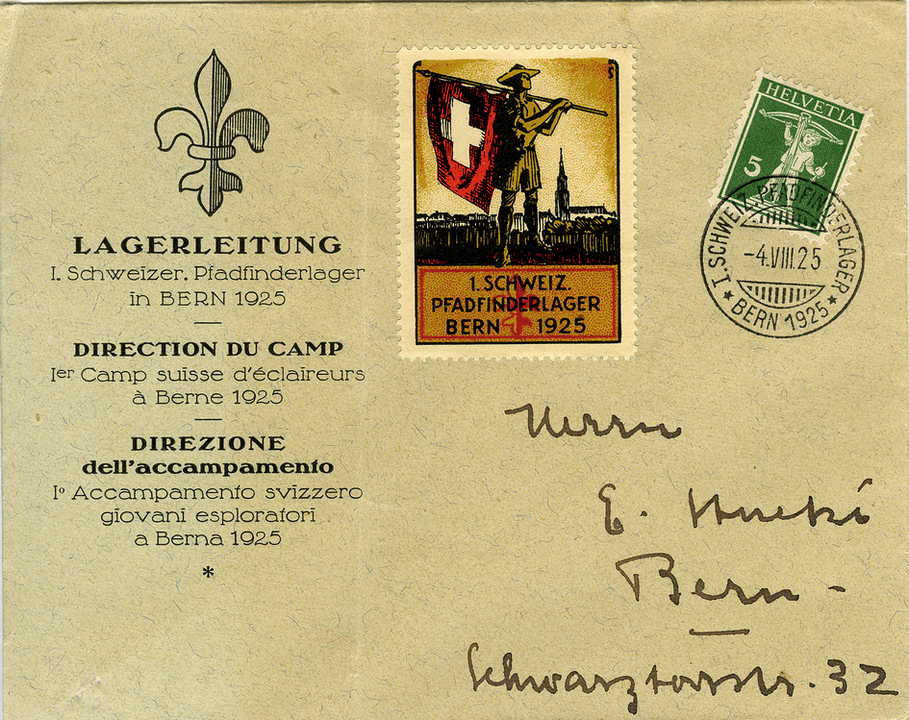 LAGERLEITUNG
I. Schweizer. Pfadfinderlager
in BERN 1925
DIRECTION DU CAMP
Ier Camp suisse d'éclaireurs
à Berne 1925
DIREZIONE
dell'accampamento
Iº Accampamento svizzero
giovani esploratori
a Berna 1925
*
I. SCHWEIZ.
PFADFINDERLAGER
BERN 1925
HELVETIA
5
I. SCHWEIZ. PFADFINDERLAGER
-4.VIII.25
* BERN 1925 *
Herrn
E.
Bern -
Schwarztorstr. 32